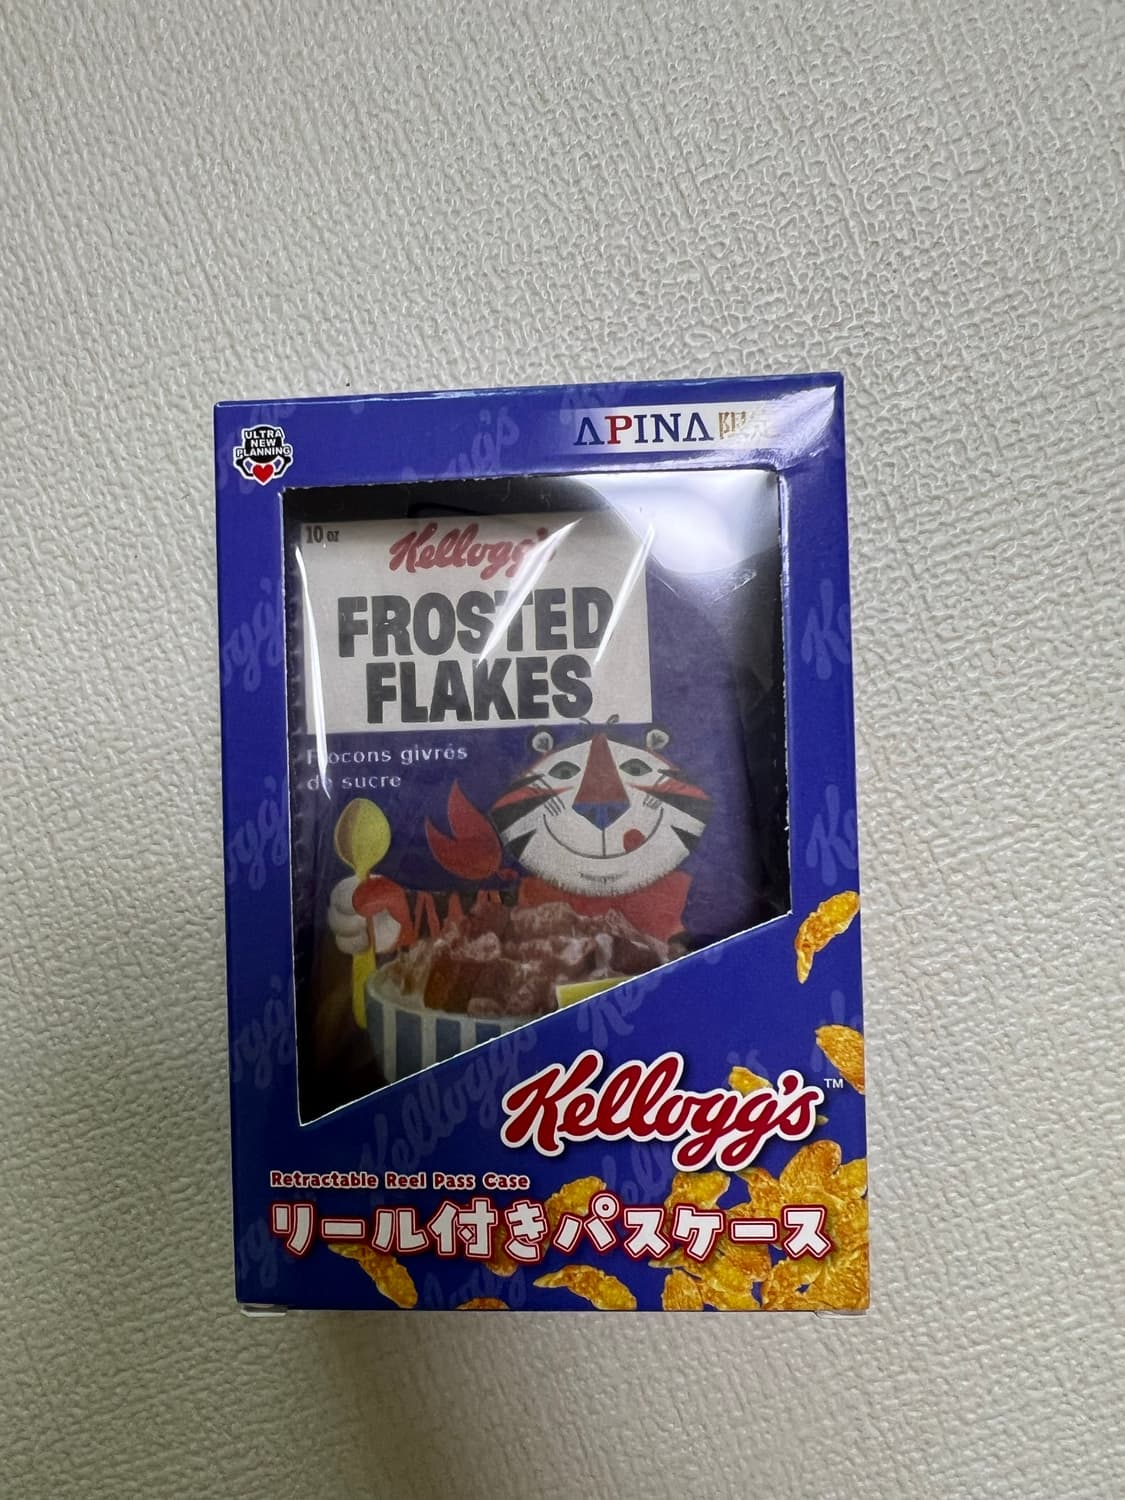 ULTRA
NEW
PLANNING
APINA限定
10 oz
Kellogg's
FROSTED
FLAKES
Flocons givrés
de sucre
Kellogg's™
Retractable Reel Pass Case
リール付きパスケース